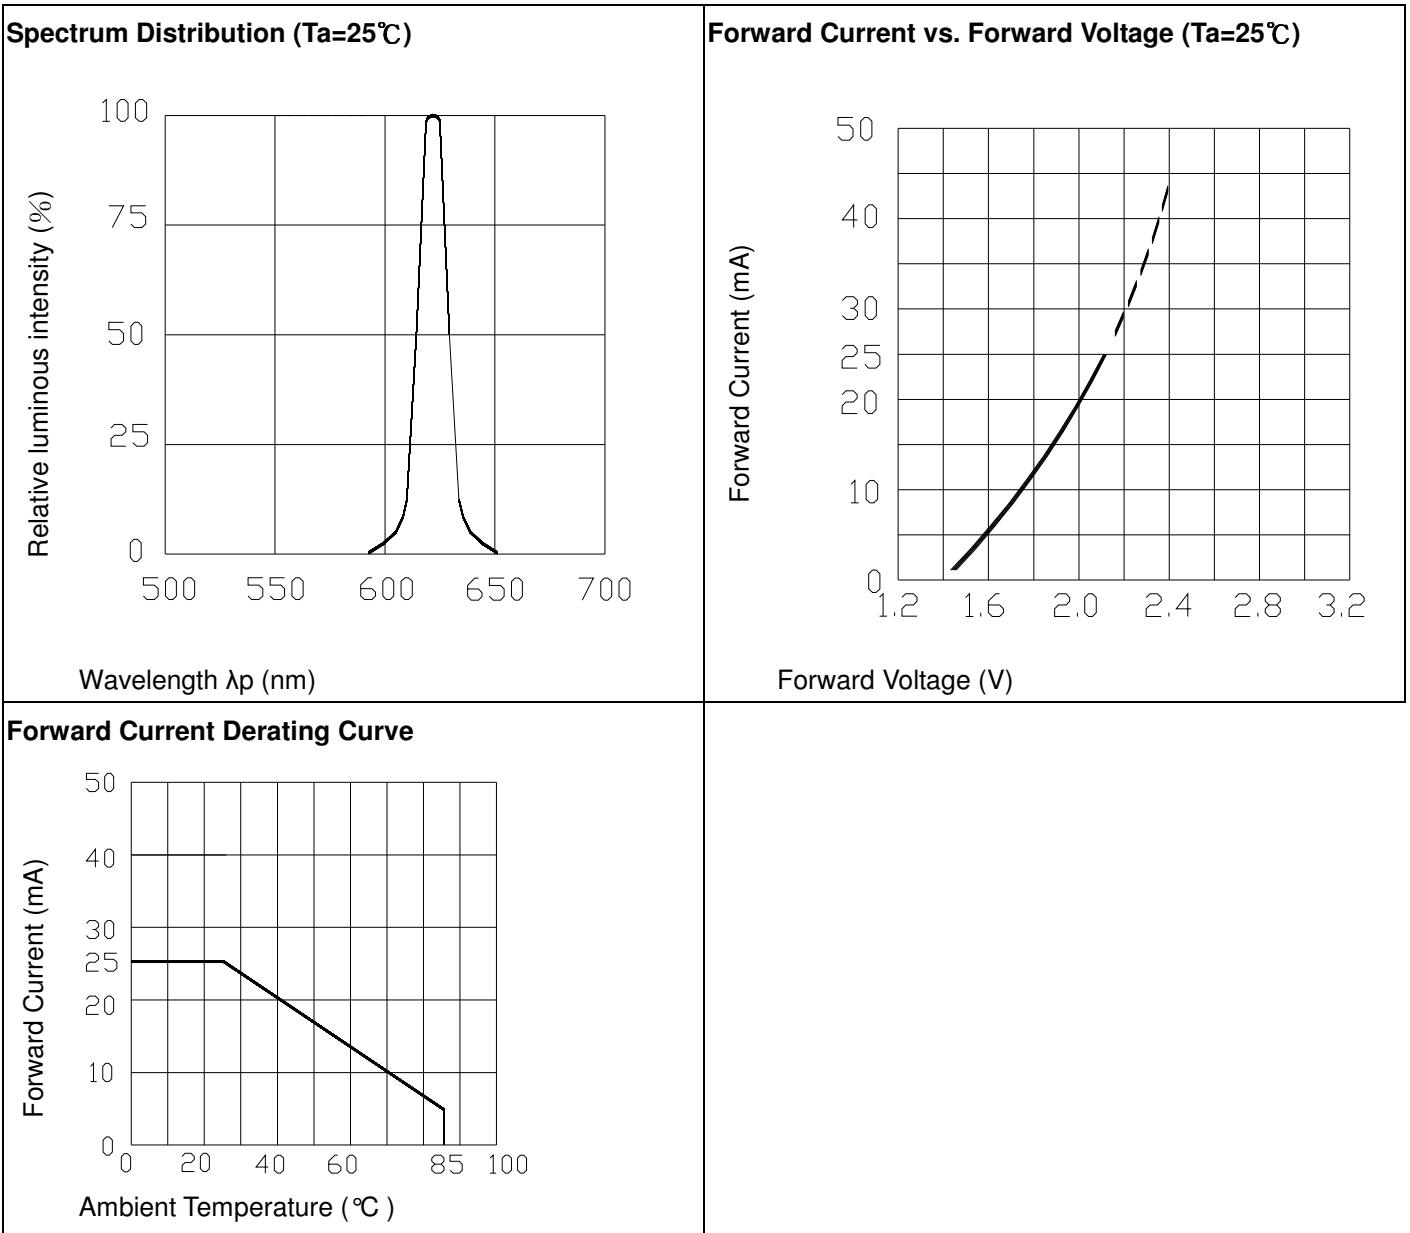 Spectrum Distribution (Ta=25℃)
100
75
50
25
0
500 550 600 650 700
Relative luminous intensity (%)
Wavelength λp (nm)
Forward Current vs. Forward Voltage (Ta=25℃)
50
40
30
25
20
10
0
1.2 1.6 2.0 2.4 2.8 3.2
Forward Current (mA)
Forward Voltage (V)
Forward Current Derating Curve
50
40
30
25
20
10
0
0 20 40 60 85 100
Forward Current (mA)
Ambient Temperature (℃ )